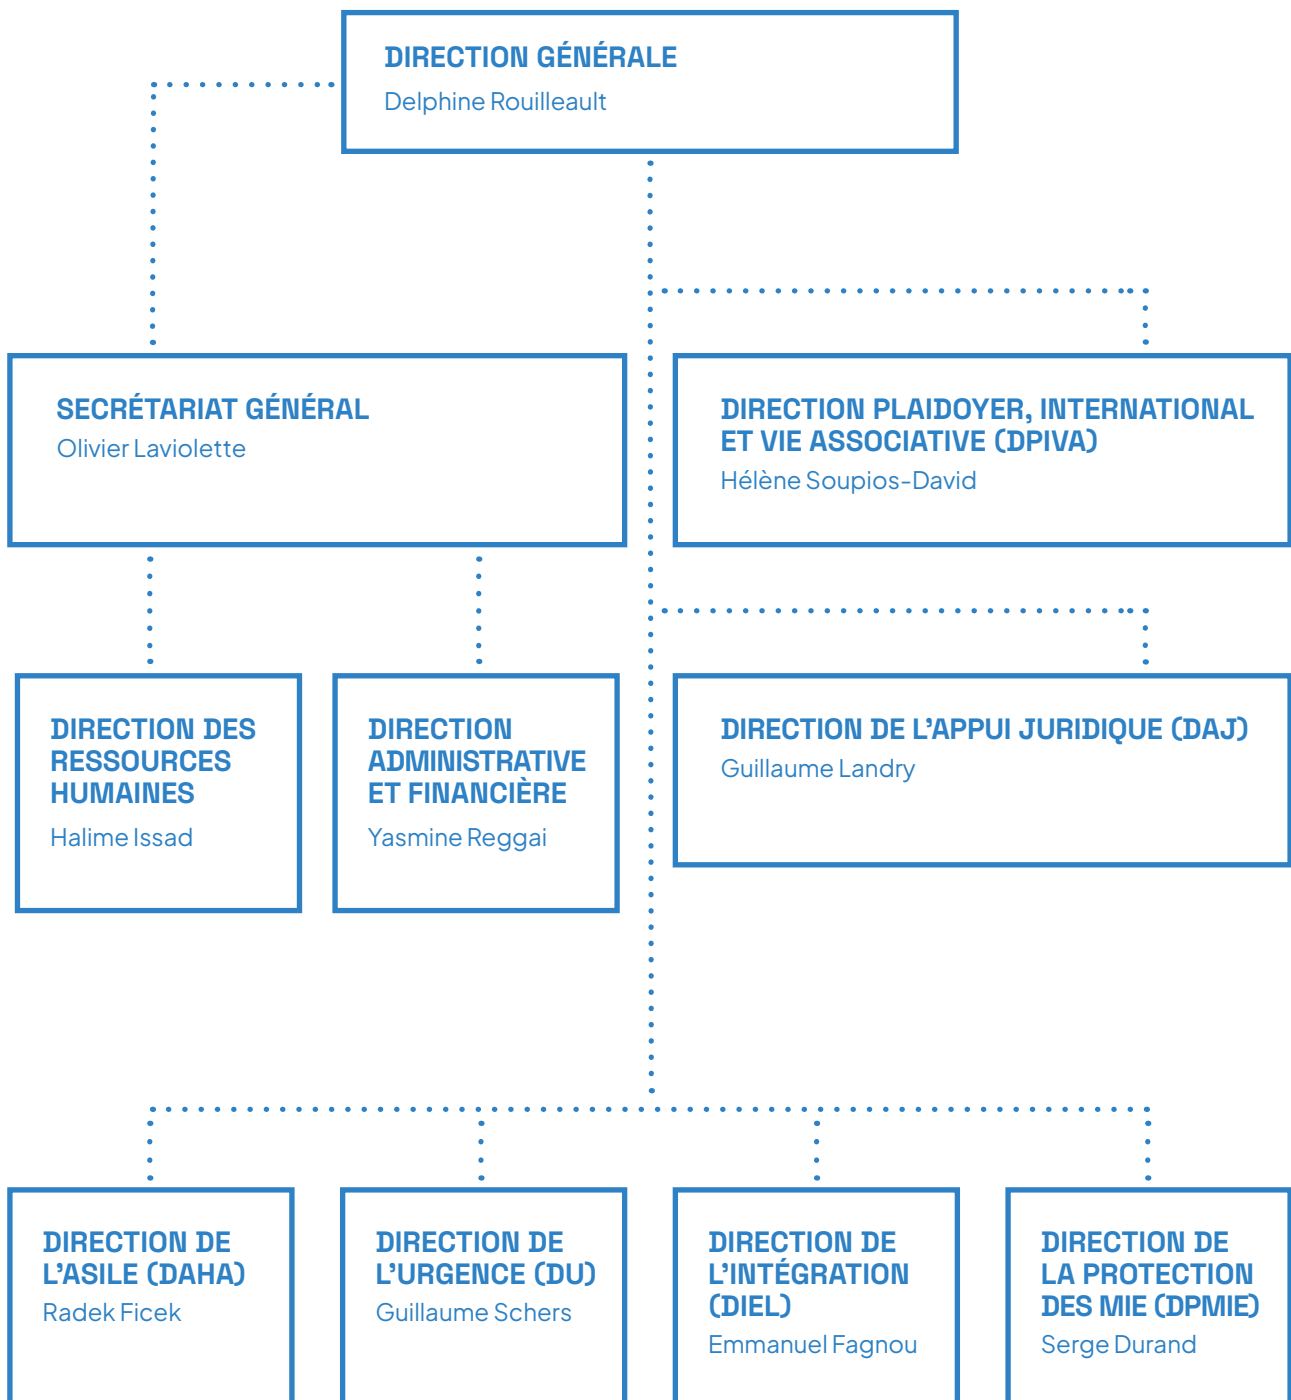 DIRECTION GÉNÉRALE
Delphine Rouilleault
SECRÉTARIAT GÉNÉRAL
Olivier Laviolette
DIRECTION PLAIDOYER, INTERNATIONAL
ET VIE ASSOCIATIVE (DPIVA)
Hélène Soupios-David
DIRECTION DES
RESSOURCES
HUMAINES
Halime Issad
DIRECTION
ADMINISTRATIVE
ET FINANCIÈRE
Yasmine Reggai
DIRECTION DE L’APPUI JURIDIQUE (DAJ)
Guillaume Landry
DIRECTION DE
L’ASILE (DAHA)
Radek Ficek
DIRECTION DE
L’URGENCE (DU)
Guillaume Schers
DIRECTION DE
L’INTÉGRATION
(DIEL)
Emmanuel Fagnou
DIRECTION DE
LA PROTECTION
DES MIE (DPMIE)
Serge Durand